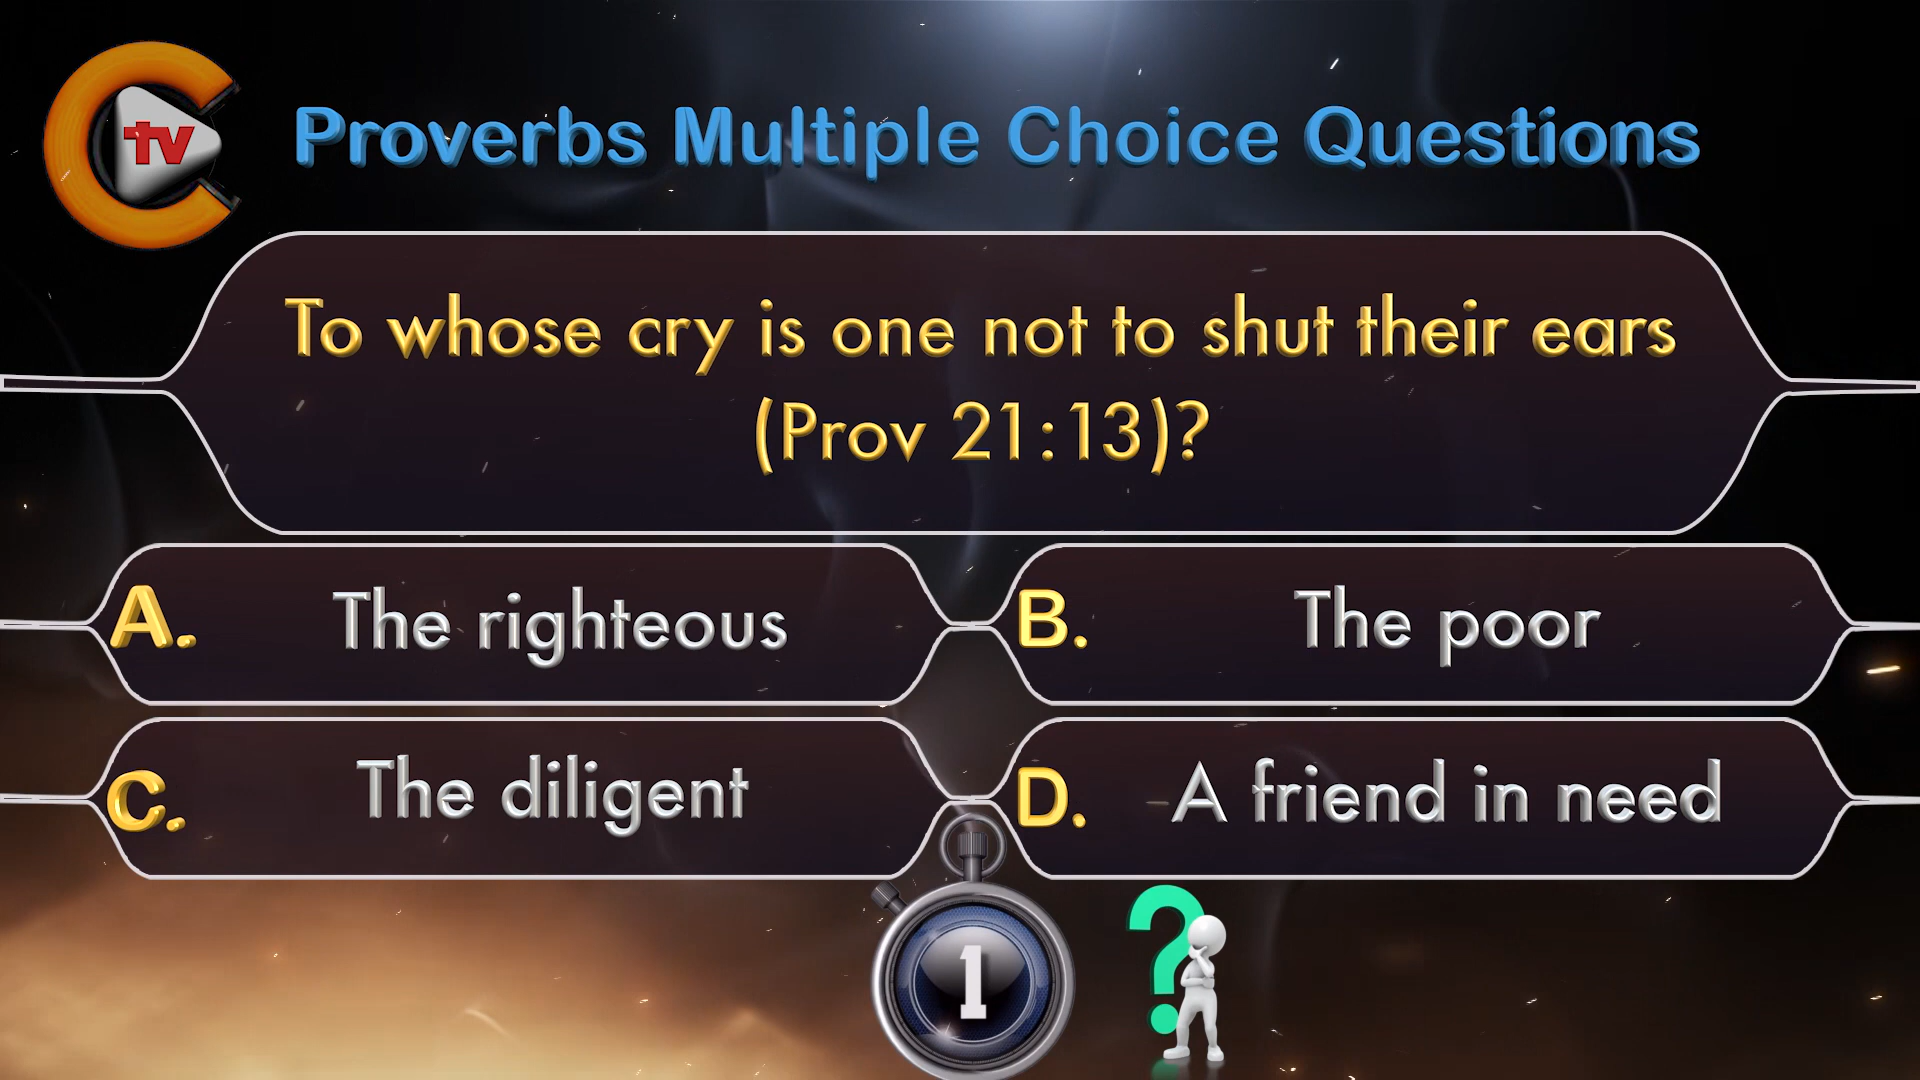 tv
Proverbs Multiple Choice Questions
To whose cry is one not to shut their ears
(Prov 21:13)?
A. The righteous
B. The poor
C. The diligent
D. A friend in need
1
?